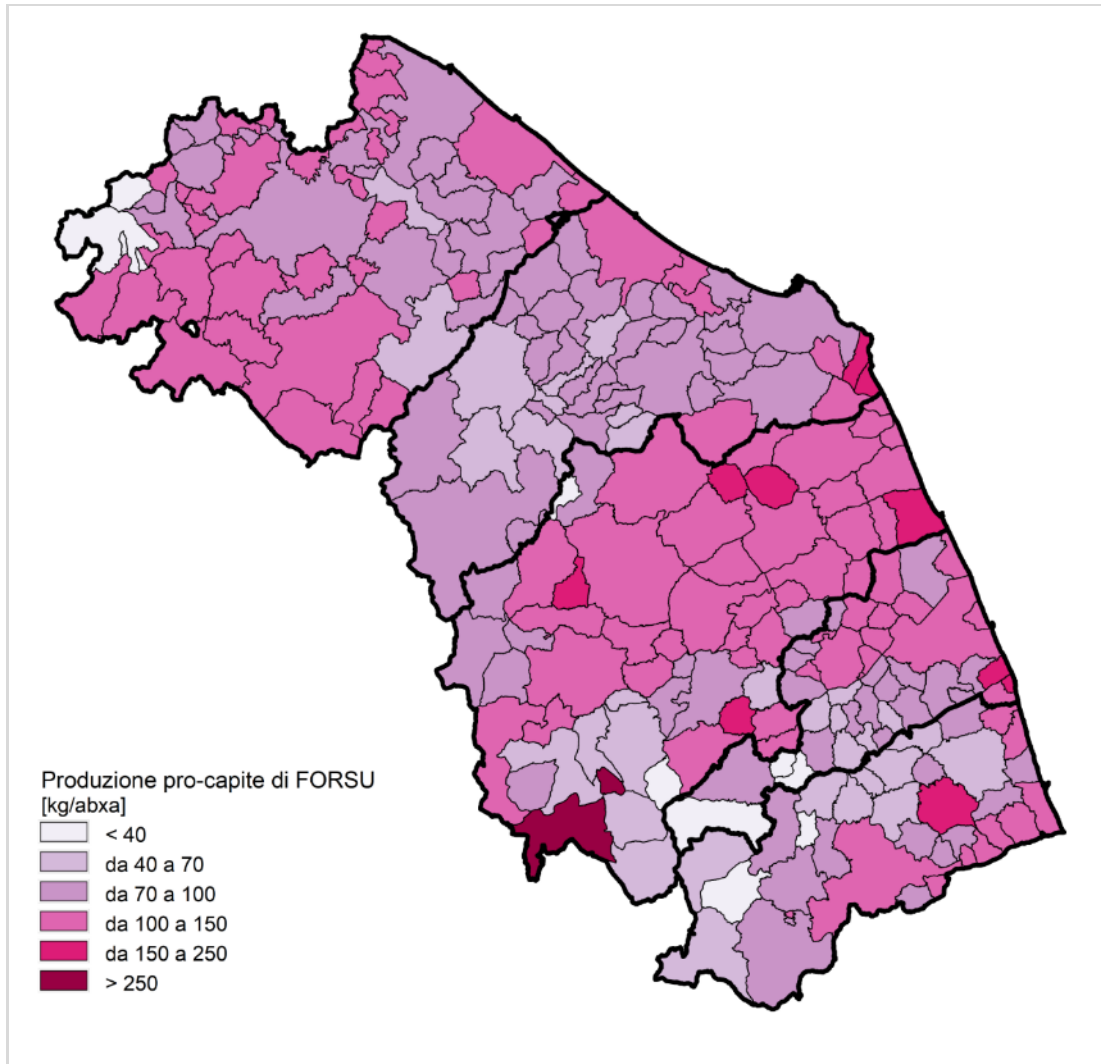 Produzione pro-capite di FORSU
[kg/abxa]
< 40
da 40 a 70
da 70 a 100
da 100 a 150
da 150 a 250
> 250